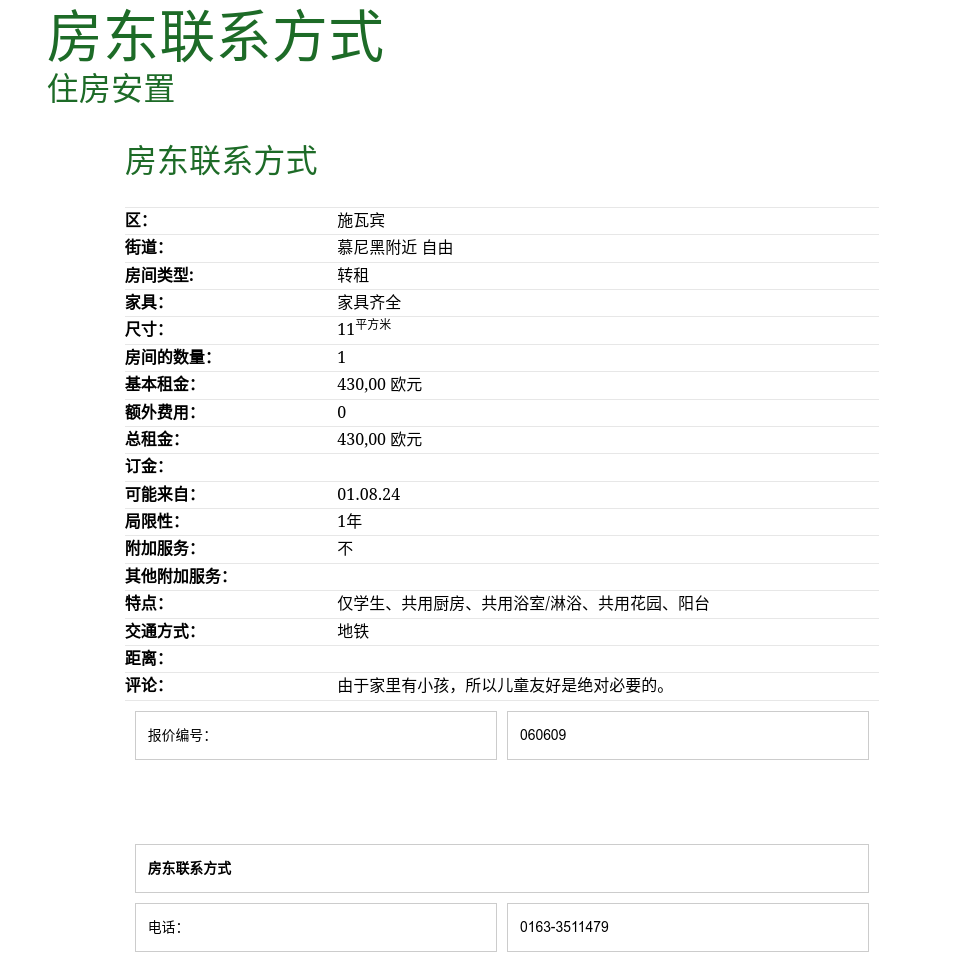 房东联系方式
住房安置
房东联系方式
区： 施瓦宾
街道： 慕尼黑附近 自由
房间类型: 转租
家具： 家具齐全
尺寸： 11平方米
房间的数量： 1
基本租金： 430,00 欧元
额外费用： 0
总租金： 430,00 欧元
订金：
可能来自： 01.08.24
局限性： 1年
附加服务： 不
其他附加服务：
特点： 仅学生、共用厨房、共用浴室/淋浴、共用花园、阳台
交通方式： 地铁
距离：
评论： 由于家里有小孩，所以儿童友好是绝对必要的。
报价编号： 060609
房东联系方式
电话： 0163-3511479